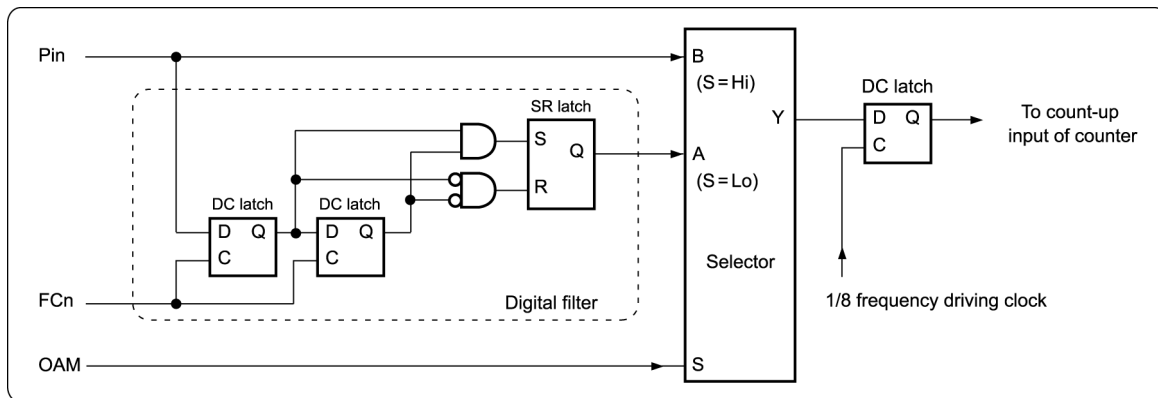 Pin
B
(S=Hi)
DC latch
SR latch
D Q
C
Y
To count-up
input of counter
S
Q
R
A
(S=Lo)
DC latch
DC latch
D Q
C
D Q
C
Selector
FCn
Digital filter
1/8 frequency driving clock
OAM
S